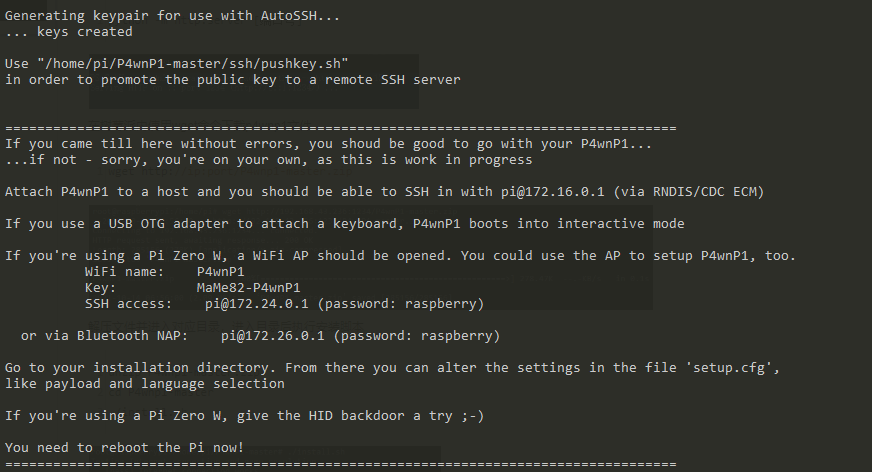 Generating keypair for use with AutoSSH...
... keys created
Use "/home/pi/P4wnP1-master/ssh/pushkey.sh"
in order to promote the public key to a remote SSH server
====================================================================================
If you came till here without errors, you shoud be good to go with your P4wnP1...
...if not - sorry, you're on your own, as this is work in progress
Attach P4wnP1 to a host and you should be able to SSH in with pi@172.16.0.1 (via RNDIS/CDC ECM)
If you use a USB OTG adapter to attach a keyboard, P4wnP1 boots into interactive mode
If you're using a Pi Zero W, a WiFi AP should be opened. You could use the AP to setup P4wnP1, too.
WiFi name:    P4wnP1
Key:          MaMe82-P4wnP1
SSH access:    pi@172.24.0.1 (password: raspberry)
or via Bluetooth NAP:    pi@172.26.0.1 (password: raspberry)
Go to your installation directory. From there you can alter the settings in the file 'setup.cfg',
like payload and language selection
If you're using a Pi Zero W, give the HID backdoor a try ;-)
You need to reboot the Pi now!
====================================================================================